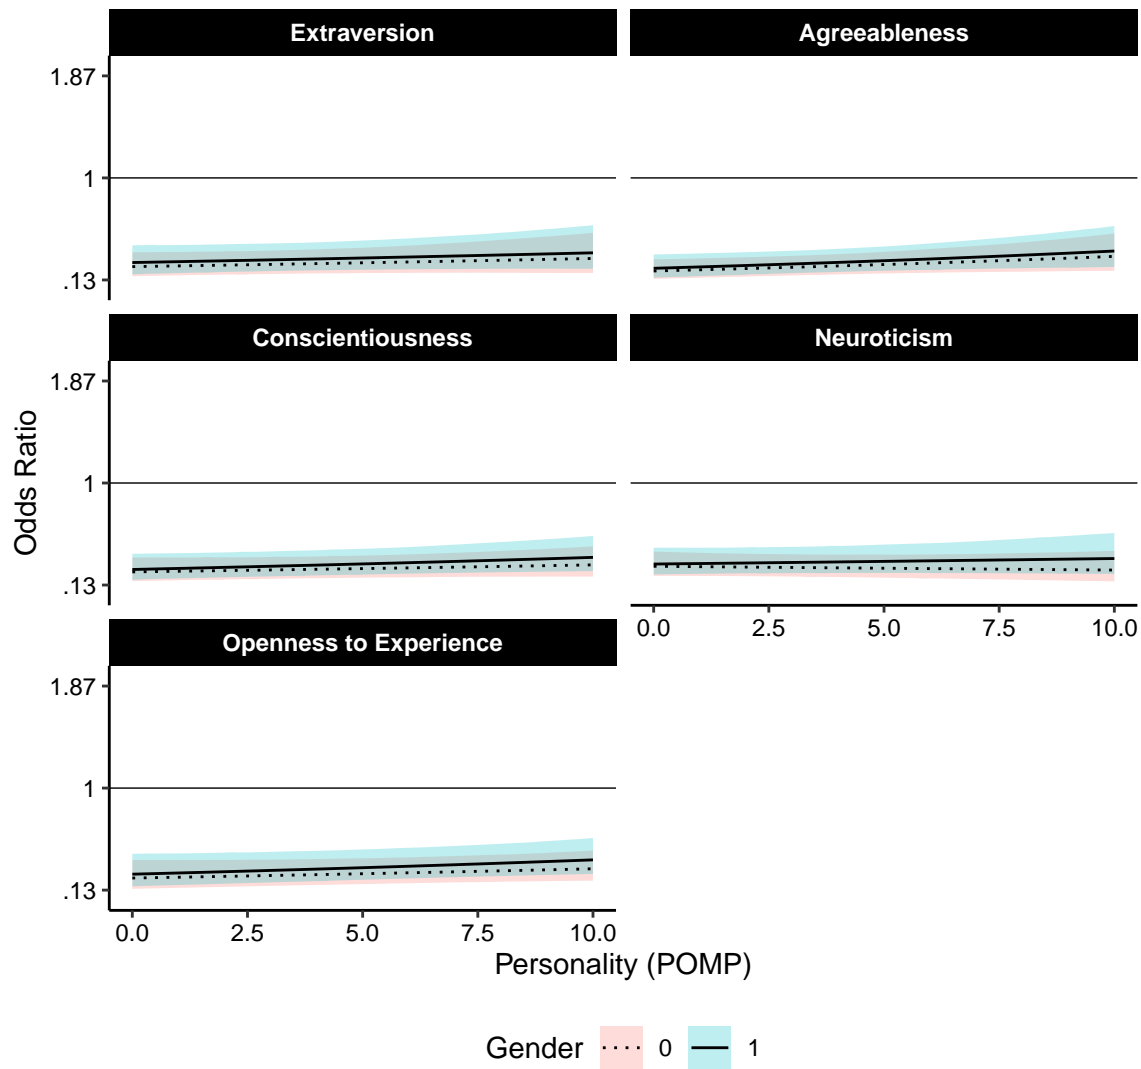 Extraversion
Agreeableness
1.87
1
.13
Conscientiousness
Neuroticism
1.87
1
.13
0.0 2.5 5.0 7.5 10.0
Openness to Experience
1.87
1
.13
0.0 2.5 5.0 7.5 10.0
Odds Ratio
Personality (POMP)
Gender 0 1